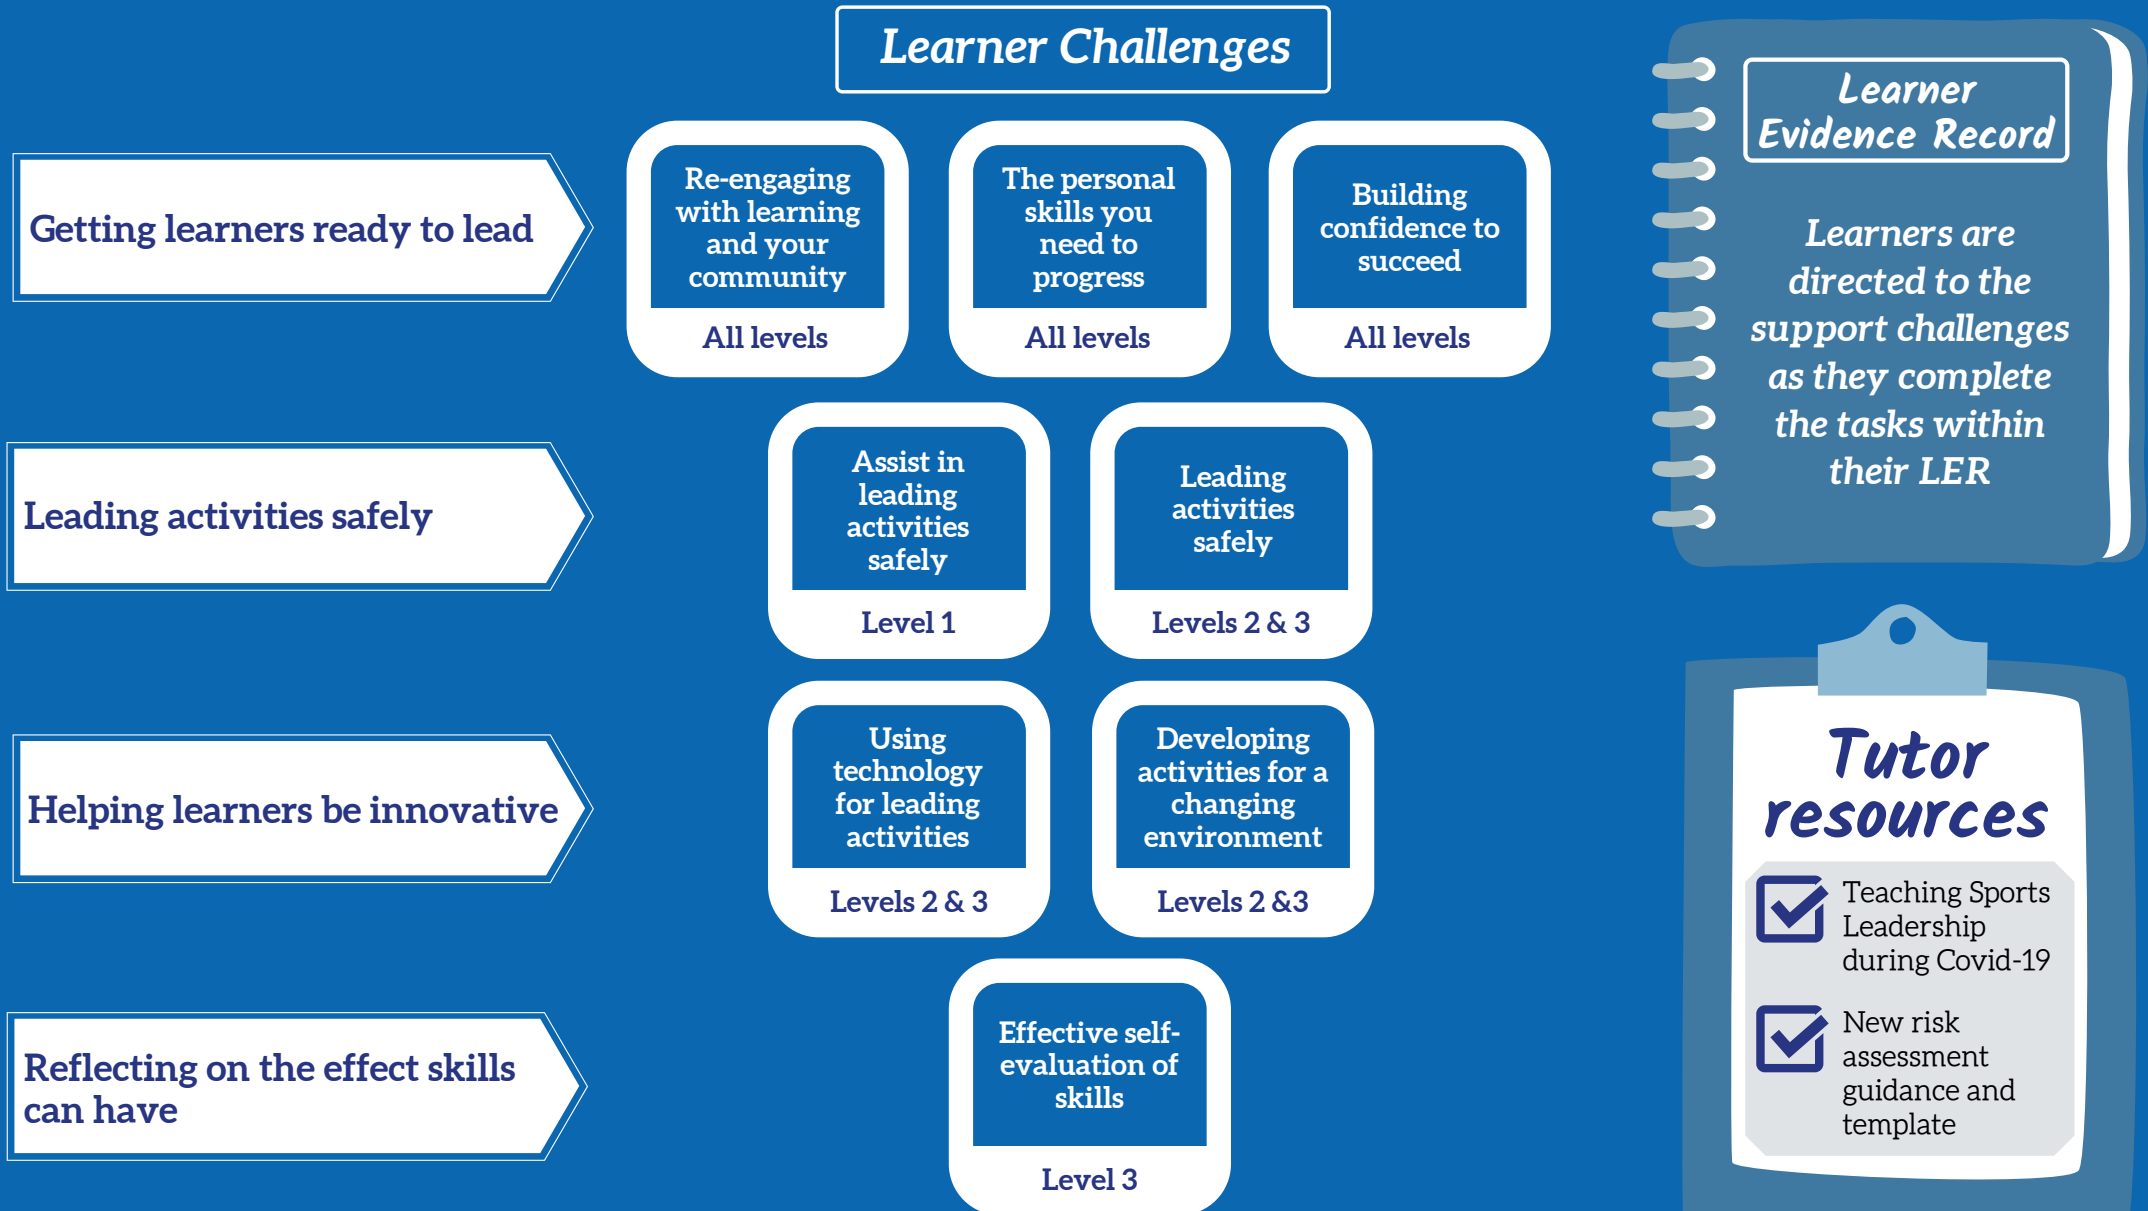 Learner Challenges
Getting learners ready to lead
Re-engaging
with learning
and your
community
All levels
The personal
skills you
need to
progress
All levels
Building
confidence to
succeed
All levels
Leading activities safely
Assist in
leading
activities
safely
Level 1
Leading
activities
safely
Levels 2 & 3
Helping learners be innovative
Using
technology
for leading
activities
Levels 2 & 3
Developing
activities for a
changing
environment
Levels 2 &3
Reflecting on the effect skills
can have
Effective self-
evaluation of
skills
Level 3
Learner
Evidence Record
Learners are
directed to the
support challenges
as they complete
the tasks within
their LER
Tutor
resources
Teaching Sports
Leadership
during Covid-19
New risk
assessment
guidance and
template